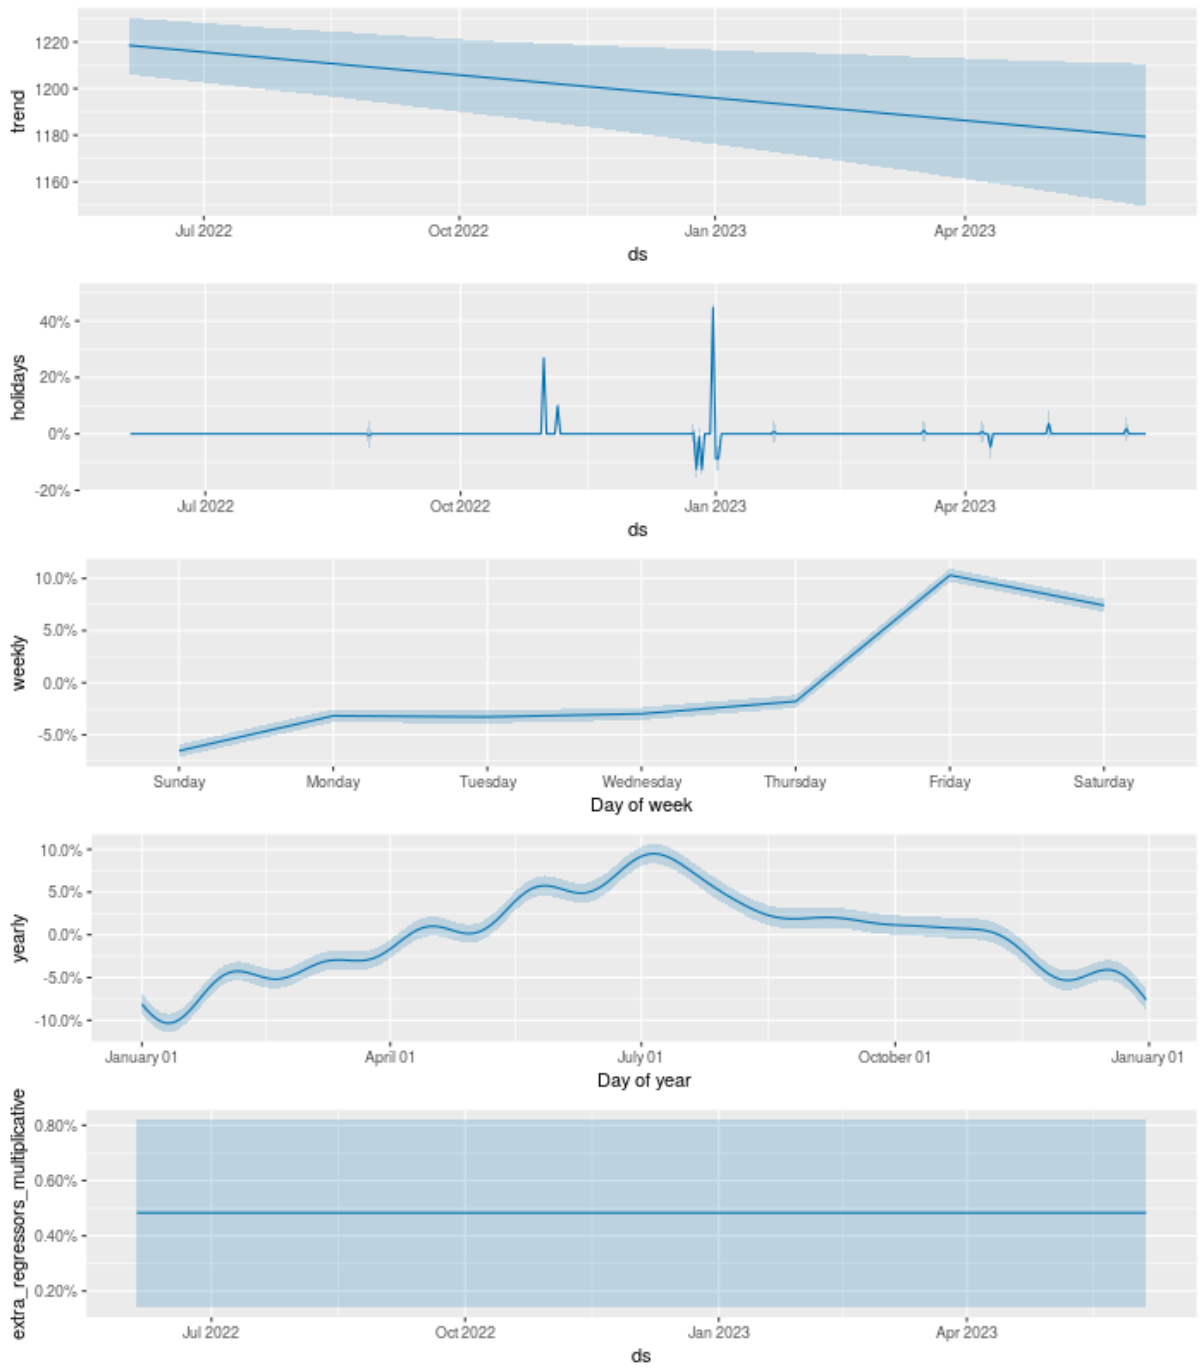 1220
1200
1180
1160
trend
Jul 2022 Oct 2022 Jan 2023 Apr 2023
ds
40%
20%
0%
-20%
holidays
Jul 2022 Oct 2022 Jan 2023 Apr 2023
ds
10.0%
5.0%
0.0%
-5.0%
weekly
Sunday Monday Tuesday Wednesday Thursday Friday Saturday
Day of week
10.0%
5.0%
0.0%
-5.0%
-10.0%
yearly
January 01 April 01 July 01 October 01 January 01
Day of year
0.80%
0.60%
0.40%
0.20%
extra_regressors_multiplicative
Jul 2022 Oct 2022 Jan 2023 Apr 2023
ds